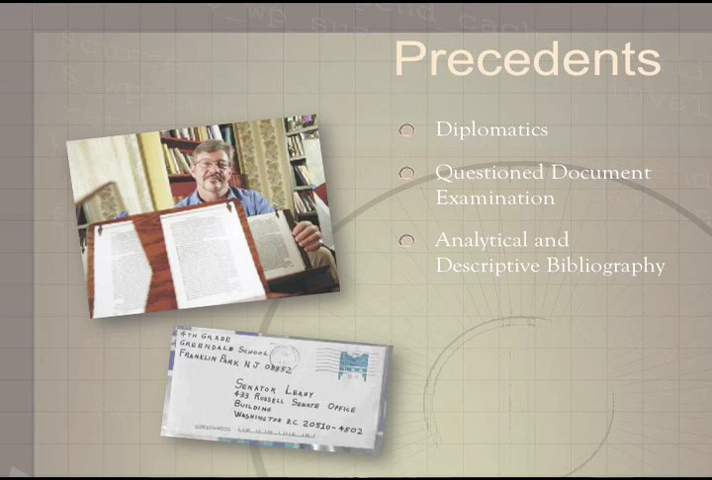 Precedents
Diplomatics
Questioned Document
Examination
Analytical and
Descriptive Bibliography
4TH GRADE
GREENDALE SCHOOL
FRANKLIN PARK NJ 08852
SENATOR LEAHY
433 RUSSELL SENATE OFFICE
BUILDING
WASHINGTON D.C. 20510-4502